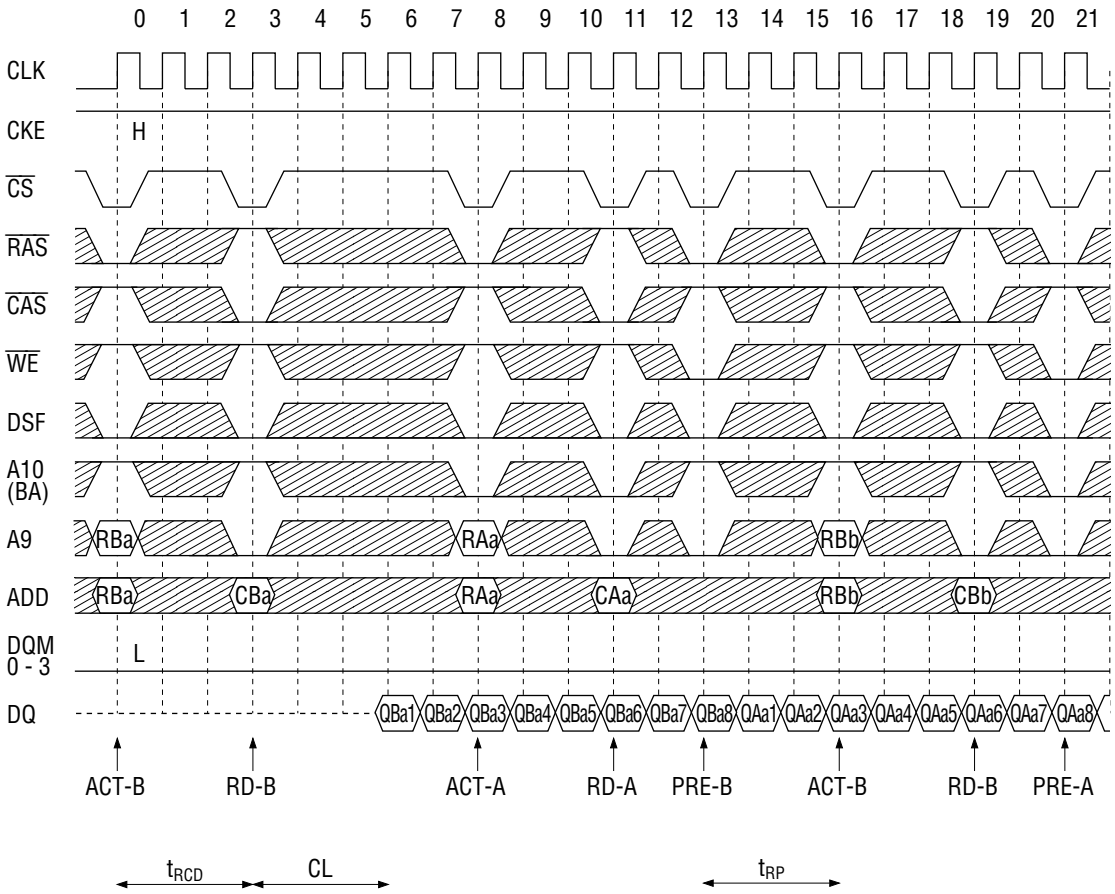 0 1 2 3 4 5 6 7 8 9 10 11 12 13 14 15 16 17 18 19 20 21
CLK
CKE H
CS
RAS
CAS
WE
DSF
A10
(BA)
A9 RBa RAa RBb
ADD RBa CBa RAa CAa RBb CBb
DQM
0 - 3 L
DQ QBa1 QBa2 QBa3 QBa4 QBa5 QBa6 QBa7 QBa8 QAa1 QAa2 QAa3 QAa4 QAa5 QAa6 QAa7 QAa8
ACT-B RD-B ACT-A RD-A PRE-B ACT-B RD-B PRE-A
tRCD CL tRP